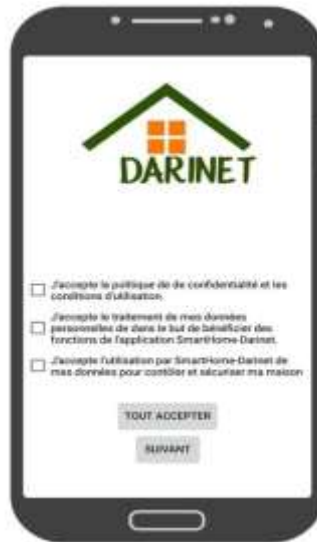 DARINET
J'accepte la politique de de confidentialité et les
conditions d'utilisation.
J'accepte le traitement de mes données
personnelles de dans le but de bénéficier des
fonctions de l'application SmartHome-Darinet.
J'accepte l'utilisation par SmartHome-Darinet de
mes données pour contôler et sécuriser ma maison
TOUT ACCEPTER
SUIVANT